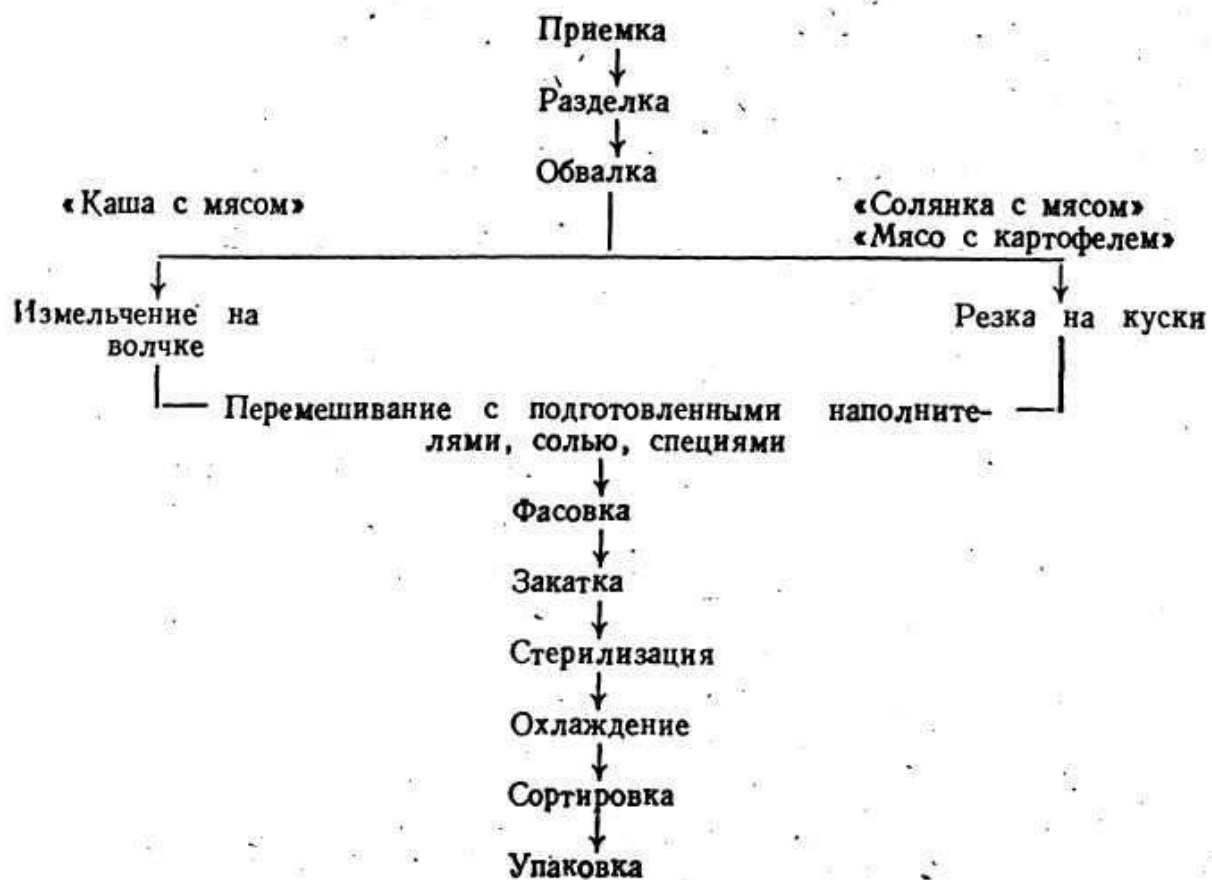 Приемка
Разделка
Обвалка
«Каша с мясом»
«Солянка с мясом»
«Мясо с картофелем»
Измельчение на
волчке
Резка на куски
Перемешивание с подготовленными наполните-
лями, солью, специями
Фасовка
Закатка
Стерилизация
Охлаждение
Сортировка
Упаковка